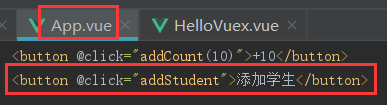 App.vue
HelloVuex.vue
<button @click="addCount(10)">+10</button>
<button @click="addStudent">添加学生</button>